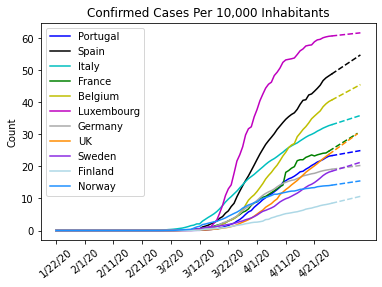 Confirmed Cases Per 10,000 Inhabitants
60
50
40
30
20
10
0
Count
Portugal
Spain
Italy
France
Belgium
Luxembourg
Germany
UK
Sweden
Finland
Norway
1/22/20
2/1/20
2/11/20
2/21/20
3/2/20
3/12/20
3/22/20
4/1/20
4/11/20
4/21/20